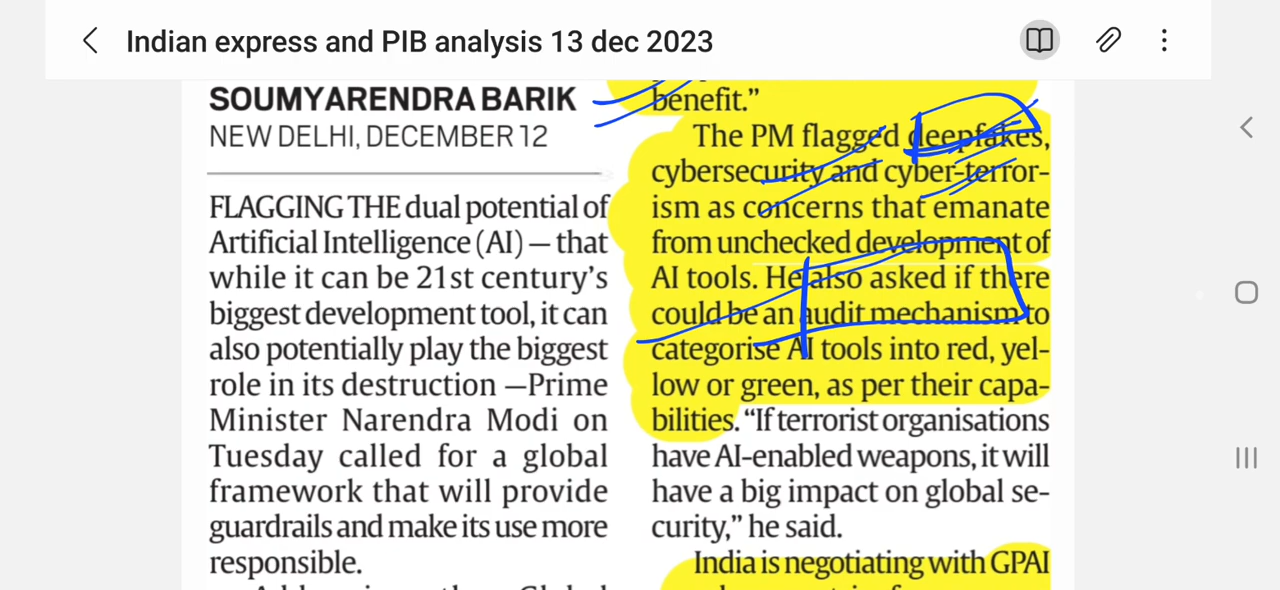 Indian express and PIB analysis 13 dec 2023
SOUMYARENDRA BARIK
NEW DELHI, DECEMBER 12
FLAGGING THE dual potential of
Artificial Intelligence (AI) — that
while it can be 21st century's
biggest development tool, it can
also potentially play the biggest
role in its destruction —Prime
Minister Narendra Modi on
Tuesday called for a global
framework that will provide
guardrails and make its use more
responsible.
benefit.”
The PM flagged deepfakes,
cybersecurity and cyber-terror-
ism as concerns that emanate
from unchecked development of
AI tools. He also asked if there
could be an audit mechanism to
categorise AI tools into red, yel-
low or green, as per their capa-
bilities. “If terrorist organisations
have AI-enabled weapons, it will
have a big impact on global se-
curity,” he said.
India is negotiating with GPAI